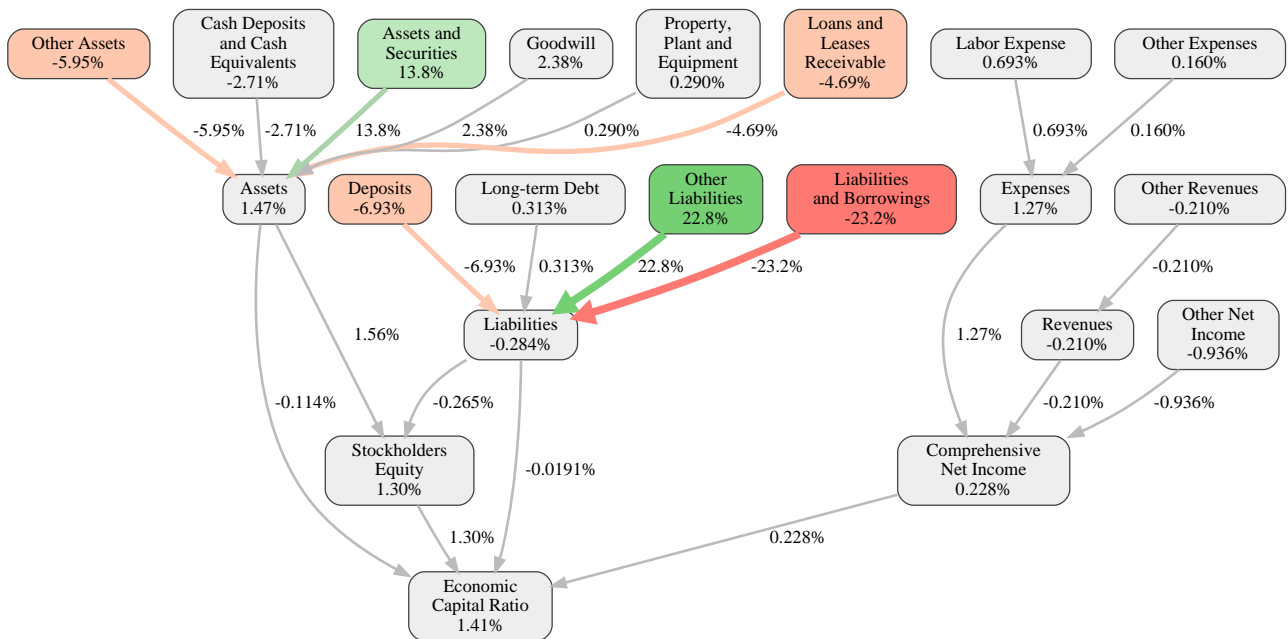 Other Assets
-5.95%
Cash Deposits
and Cash
Equivalents
-2.71%
Assets and
Securities
13.8%
Goodwill
2.38%
Property,
Plant and
Equipment
0.290%
Loans and
Leases
Receivable
-4.69%
Labor Expense
0.693%
Other Expenses
0.160%
-5.95%
-2.71%
13.8%
2.38%
0.290%
-4.69%
0.693%
0.160%
Assets
1.47%
Deposits
-6.93%
Long-term Debt
0.313%
Other
Liabilities
22.8%
Liabilities
and Borrowings
-23.2%
Expenses
1.27%
Other Revenues
-0.210%
-6.93%
0.313%
22.8%
-23.2%
-0.210%
Liabilities
-0.284%
Revenues
-0.210%
Other Net
Income
-0.936%
1.56%
1.27%
-0.114%
-0.265%
-0.210%
-0.936%
Stockholders
Equity
1.30%
-0.0191%
Comprehensive
Net Income
0.228%
1.30%
0.228%
Economic
Capital Ratio
1.41%